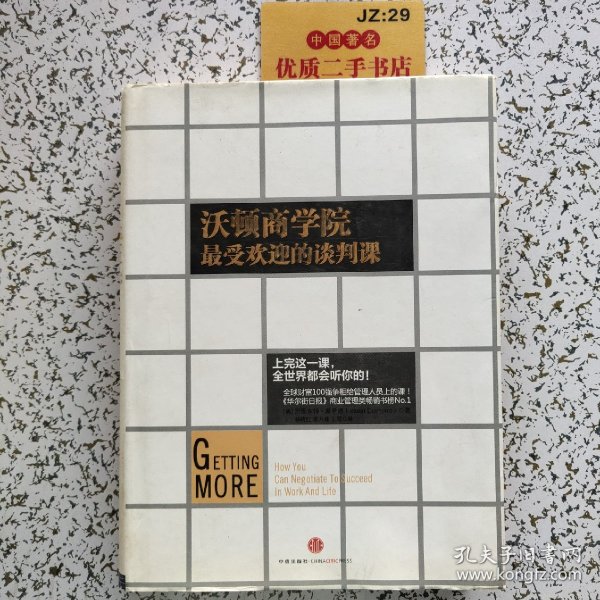 JZ:29
中国著名
优质二手书店
沃顿商学院
最受欢迎的谈判课
上完这一课，
全世界都会听你的！
全球财富100强争相给管理人员上的课！
《华尔街日报》商业管理类畅销书榜No.1
GETTING
MORE
How You
Can Negotiate To Succeed
In Work And Life
中信出版社·CHINACITICPRESS
孔夫子旧书网
www.kongfz.com